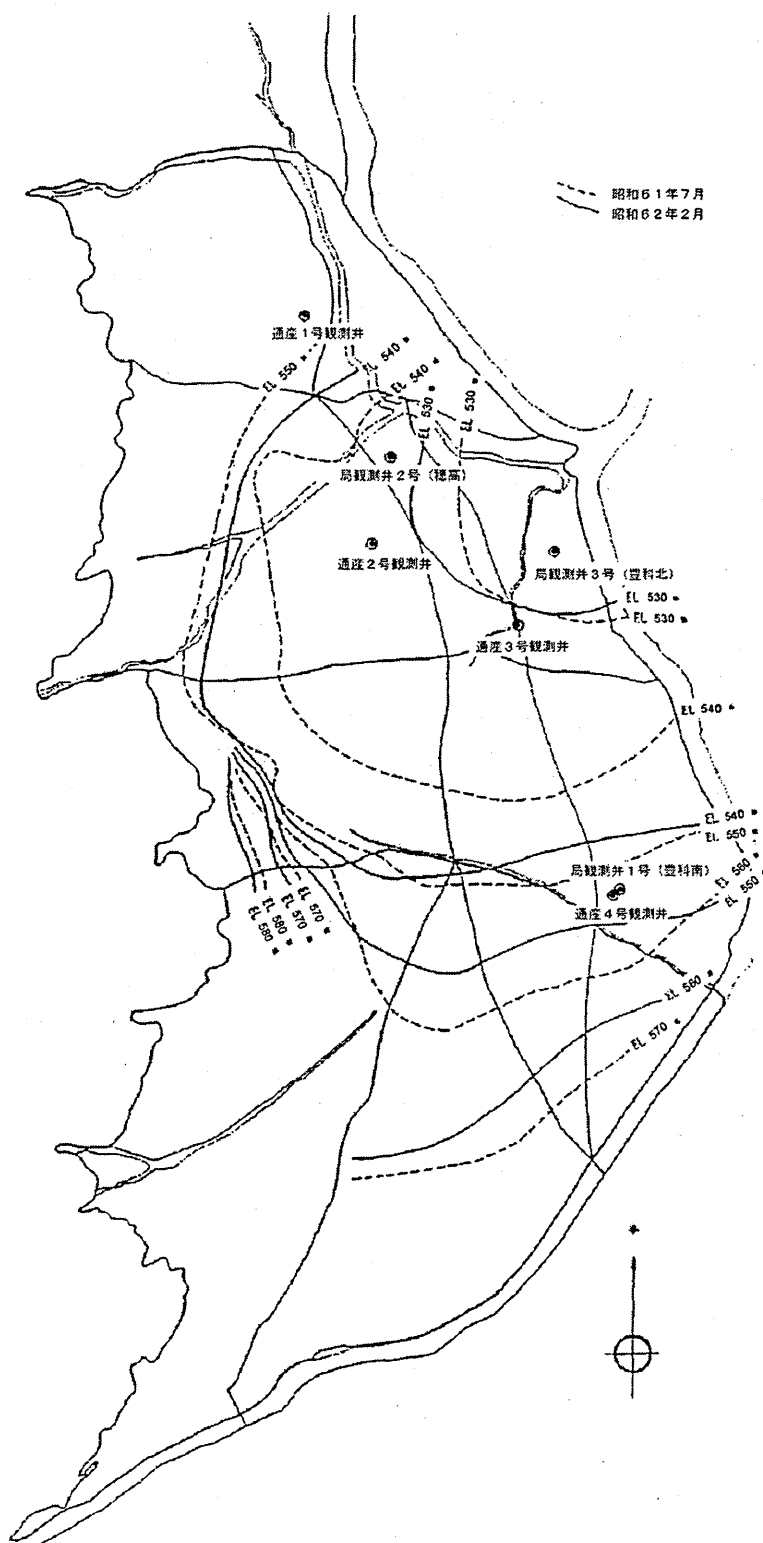 昭和61年7月
昭和62年2月
通産1号観測井
EL 550 m
EL 540 m
EL 540 m
EL 530 m
EL 530 m
局観測井2号（穂高）
通産2号観測井
局観測井3号（豊科北）
EL 530 m
EL 530 m
通産3号観測井
EL 540 m
EL 540 m
EL 550 m
局観測井1号（豊科南）
EL 560 m
EL 550 m
通産4号観測井
EL 570 m
EL 570 m
EL 580 m
EL 580 m
EL 560 m
EL 570 m